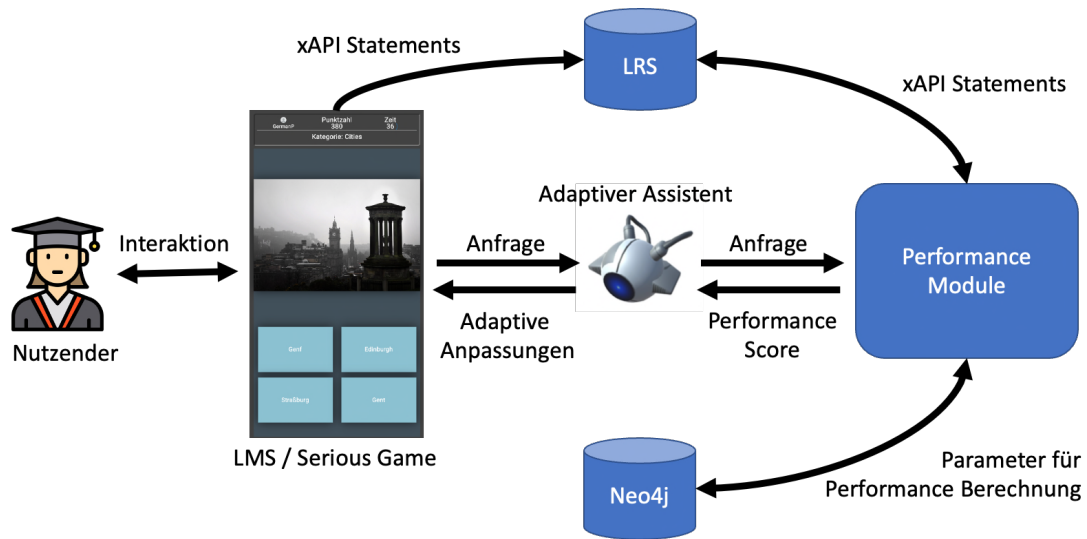 xAPI Statements
LRS
xAPI Statements
GermanP
Punktzahl
380
Zeit
36
Kategorie: Cities
Adaptiver Assistent
Interaktion
Anfrage
Anfrage
Performance
Module
Adaptive
Anpassungen
Performance
Score
Nutzender
Genf
Edinburgh
Straßburg
Gent
LMS / Serious Game
Neo4j
Parameter für
Performance Berechnung